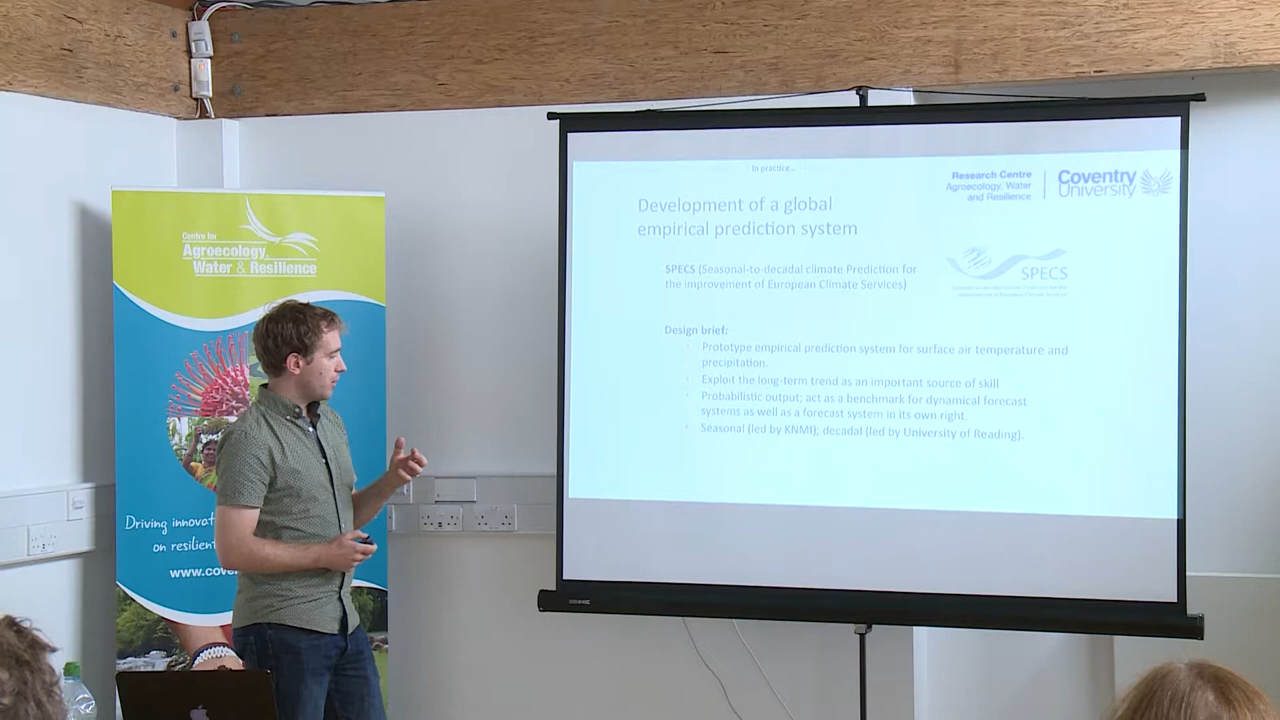 Centre for
Agroecology,
Water & Resilience
Driving innovat
on resilient
www.cove
In practice...
Research Centre
Agroecology, Water
and Resilience
Coventry
University
Development of a global
empirical prediction system
SPECS (Seasonal-to-decadal climate Prediction for
the improvement of European Climate Services)
SPECS
Design brief:
Prototype empirical prediction system for surface air temperature and
precipitation.
Exploit the long-term trend as an important source of skill
Probabilistic output; act as a benchmark for dynamical forecast
systems as well as a forecast system in its own right.
Seasonal (led by KNMI); decadal (led by University of Reading).